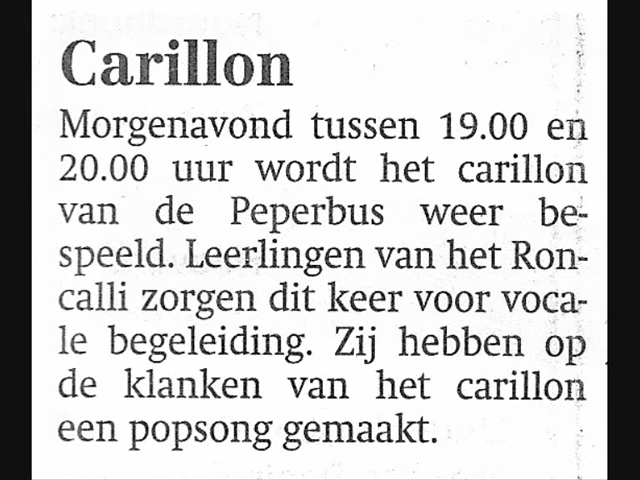 Carillon
Morgenavond tussen 19.00 en
20.00 uur wordt het carillon
van de Peperbus weer be-
speeld. Leerlingen van het Ron-
calli zorgen dit keer voor voca-
le begeleiding. Zij hebben op
de klanken van het carillon
een popsong gemaakt.